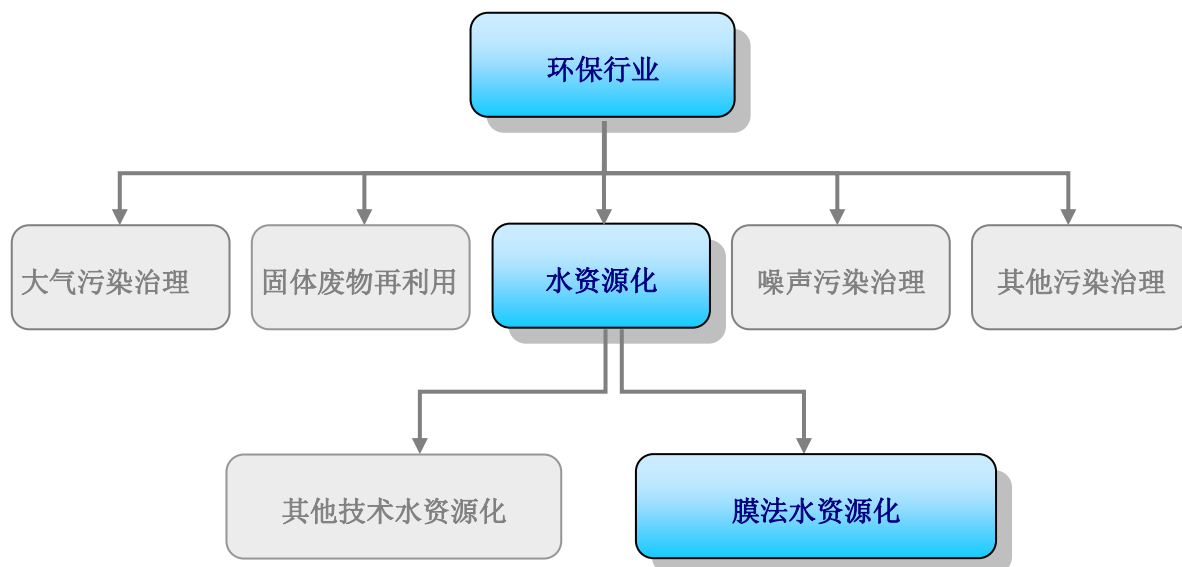 环保行业
大气污染治理
固体废物再利用
水资源化
噪声污染治理
其他污染治理
其他技术水资源化
膜法水资源化